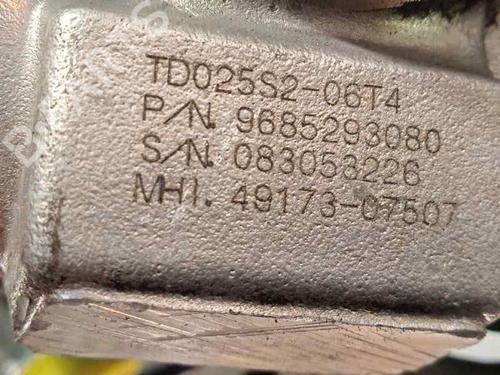 TD025S2-06T4
P/N. 9685293080
S/N. 083053226
MHI. 49173-07507